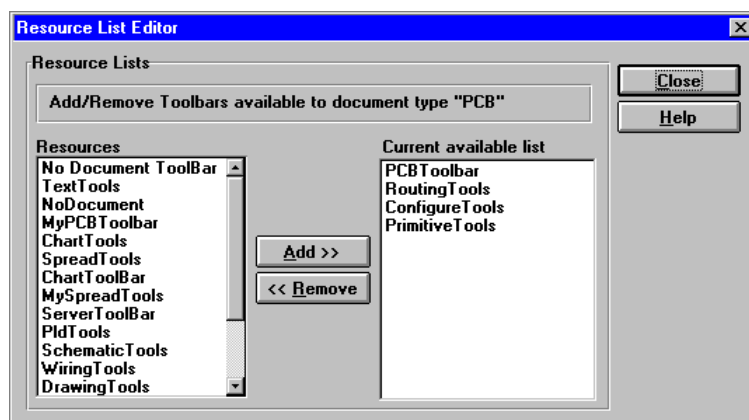 Resource List Editor
Resource Lists
Add/Remove Toolbars available to document type "PCB"
Close
Help
Resources
No Document ToolBar
TextTools
NoDocument
MyPCBToolbar
ChartTools
SpreadTools
ChartToolBar
MySpreadTools
ServerToolBar
PldTools
SchematicTools
WiringTools
DrawingTools
Add >>
<< Remove
Current available list
PCBToolbar
RoutingTools
ConfigureTools
PrimitiveTools